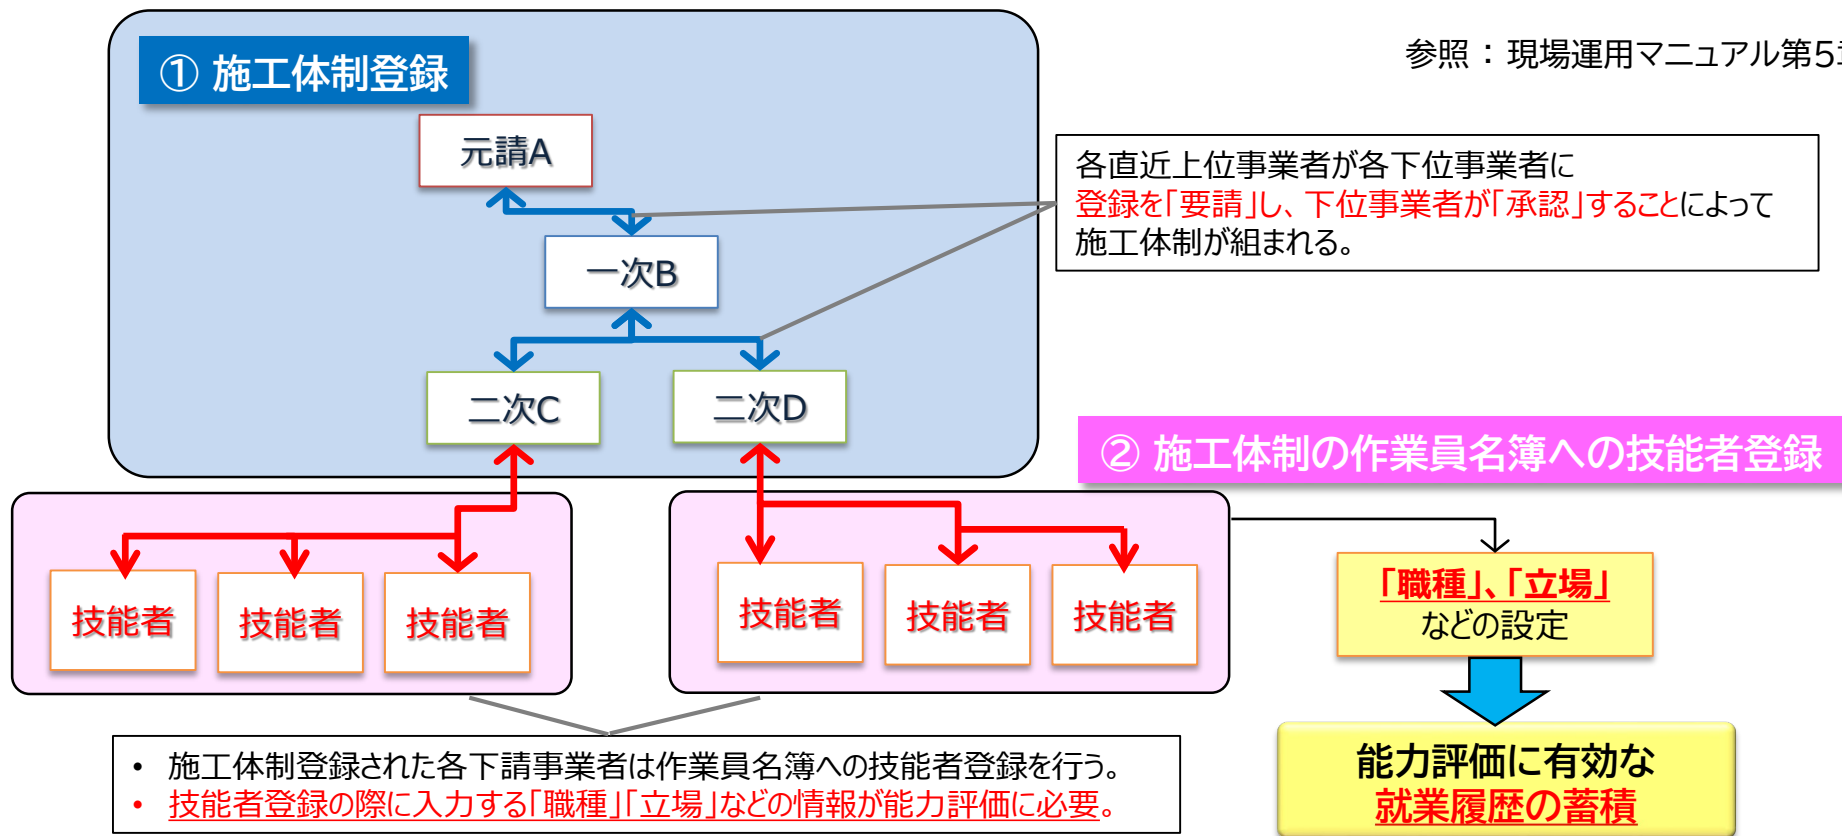 ① 施工体制登録
参照：現場運用マニュアル第5
元請A
各直近上位事業者が各下位事業者に
登録を「要請」し、下位事業者が「承認」することによって
施工体制が組まれる。
一次B
二次C
二次D
② 施工体制の作業員名簿への技能者登録
技能者
技能者
技能者
技能者
技能者
技能者
「職種」、「立場」
などの設定
• 施工体制登録された各下請事業者は作業員名簿への技能者登録を行う。
• 技能者登録の際に入力する「職種」「立場」などの情報が能力評価に必要。
能力評価に有効な
就業履歴の蓄積